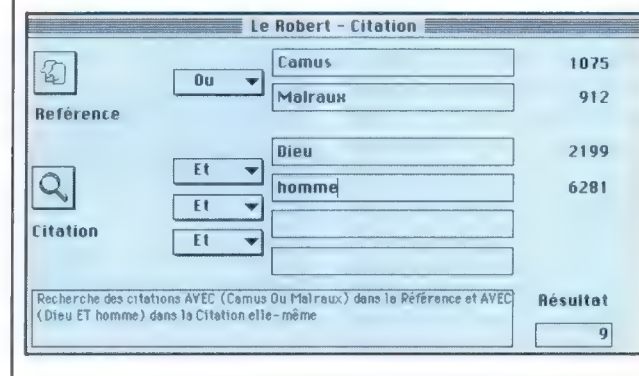 Le Robert - Citation
Camus 1075
Ou
Malraux 912
Reférence
Dieu 2199
Et
homme 6281
Et
Citation
Et
Recherche des citations AVEC (Camus Ou Malraux) dans la Référence et AVEC
(Dieu ET homme) dans la Citation elle-même
Résultat
9